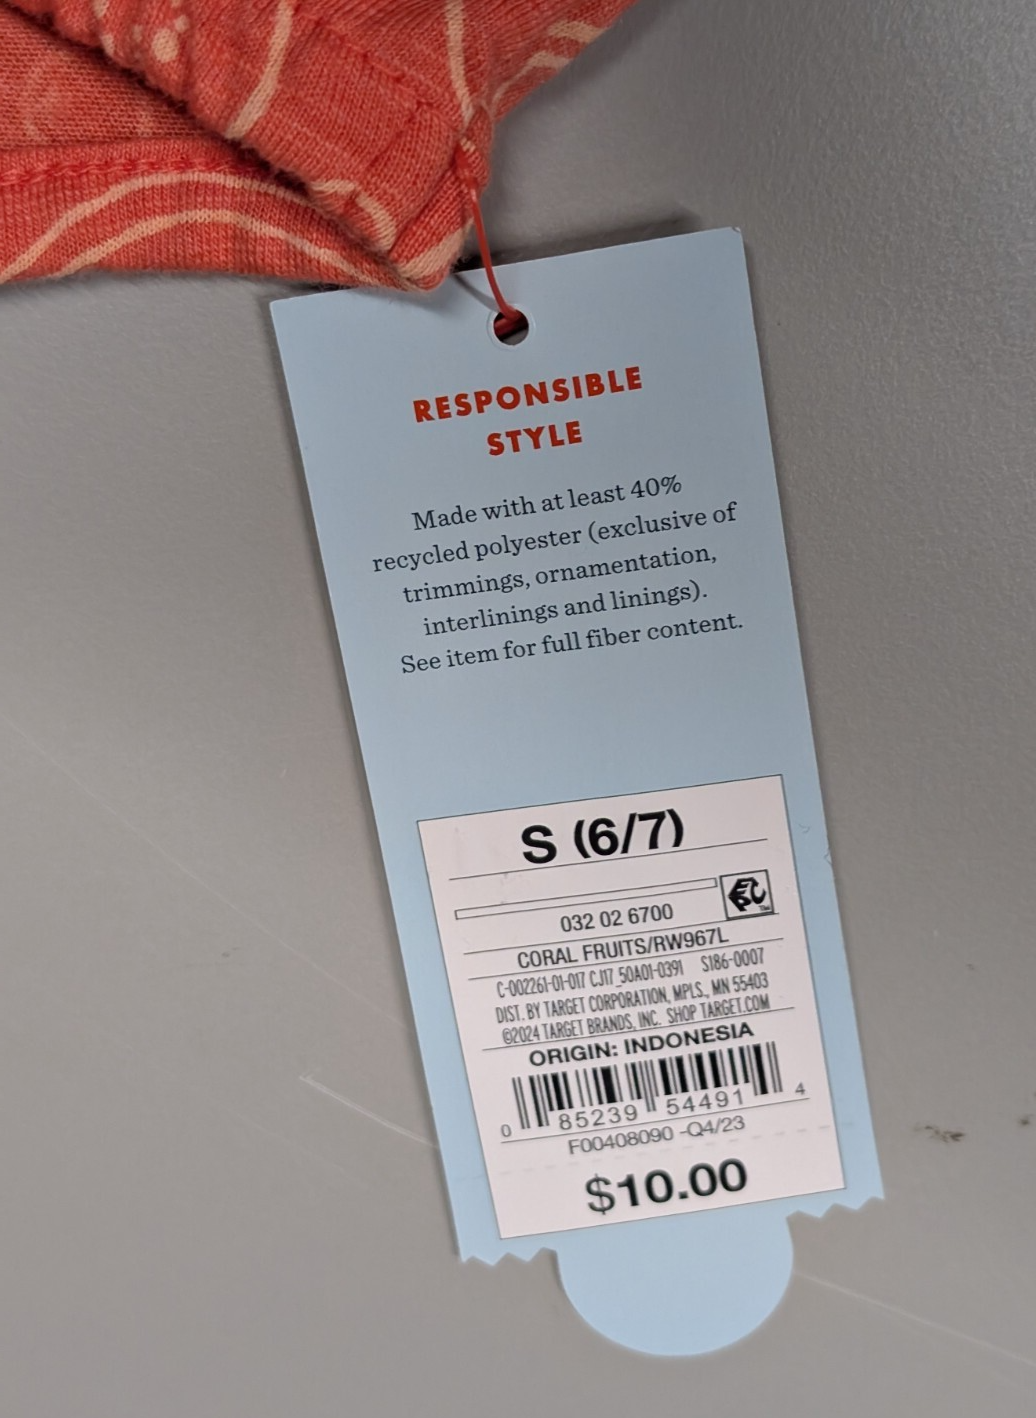 RESPONSIBLE
STYLE
Made with at least 40%
recycled polyester (exclusive of
trimmings, ornamentation,
interlinings and linings).
See item for full fiber content.
S (6/7)
032 02 6700
CORAL FRUITS/RW967L
C-002261-01-017 CJ17_50A01-0391 S186-0007
DIST. BY TARGET CORPORATION, MPLS., MN 55403
©2024 TARGET BRANDS, INC. SHOP TARGET.COM
ORIGIN: INDONESIA
0 85239 54491 4
F00408090 -Q4/23
$10.00